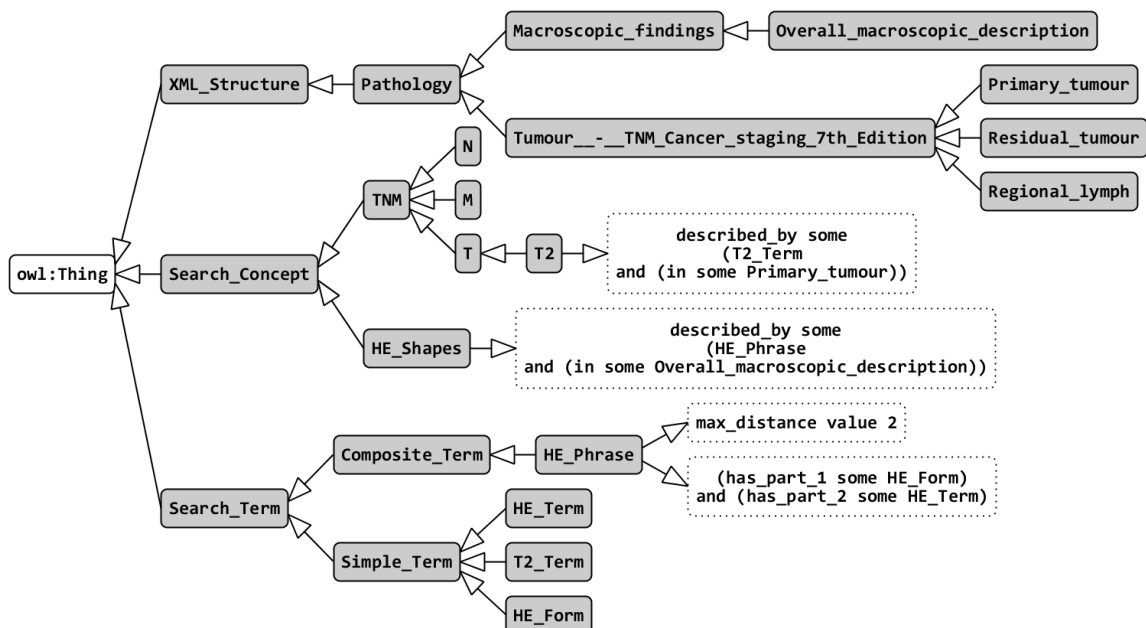 Macroscopic_findings
Overall_macroscopic_description
XML_Structure
Pathology
Primary_tumour
Tumour__-__TNM_Cancer_staging_7th_Edition
Residual_tumour
Regional_lymph
N
TNM
M
T
T2
described_by some
(T2_Term
and (in some Primary_tumour))
owl:Thing
Search_Concept
HE_Shapes
described_by some
(HE_Phrase
and (in some Overall_macroscopic_description))
max_distance value 2
Composite_Term
HE_Phrase
(has_part_1 some HE_Form)
and (has_part_2 some HE_Term)
Search_Term
HE_Term
Simple_Term
T2_Term
HE_Form